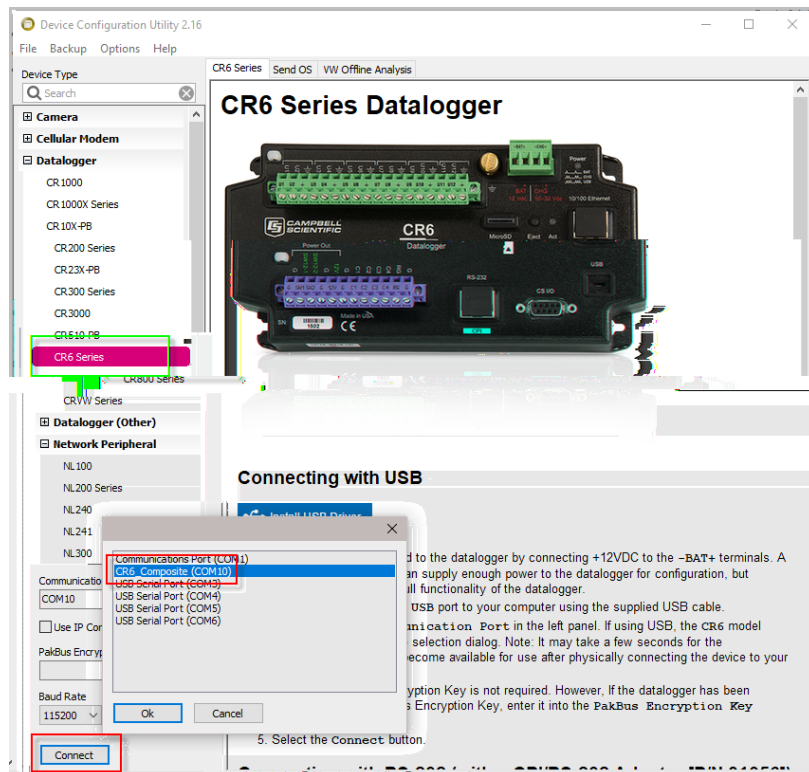 Device Configuration Utility 2.16
File Backup Options Help
Device Type
Search
Camera
Cellular Modem
Datalogger
CR1000
CR1000X Series
CR10X-PB
CR200 Series
CR23X-PB
CR300 Series
CR3000
CR510-PB
CR6 Series
CR800 Series
CRVW Series
Datalogger (Other)
Network Peripheral
NL100
NL200 Series
NL240
NL241
NL300
Communicatio
COM10
Use IP Cor
PakBus Encryp
Baud Rate
115200
Connect
CR6 Series Send OS VW Offline Analysis
CR6 Series Datalogger
CAMPBELL
SCIENTIFIC
CR6
Datalogger
Power
BAT
CHG
10/100 Ethernet
MicroSD Eject Act
Power Out
RS-232
CS I/O
USB
Made in USA
SN
1502
CE
CPI
Connecting with USB
Install USB Driver
d to the datalogger by connecting +12VDC to the -BAT+ terminals. A
an supply enough power to the datalogger for configuration, but
ull functionality of the datalogger.
USB port to your computer using the supplied USB cable.
unication Port in the left panel. If using USB, the CR6 model
selection dialog. Note: It may take a few seconds for the
ecome available for use after physically connecting the device to your
yption Key is not required. However, If the datalogger has been
s Encryption Key, enter it into the PakBus Encryption Key
5. Select the Connect button.
Communications Port (COM1)
CR6_Composite (COM10)
USB Serial Port (COM3)
USB Serial Port (COM4)
USB Serial Port (COM5)
USB Serial Port (COM6)
Ok Cancel